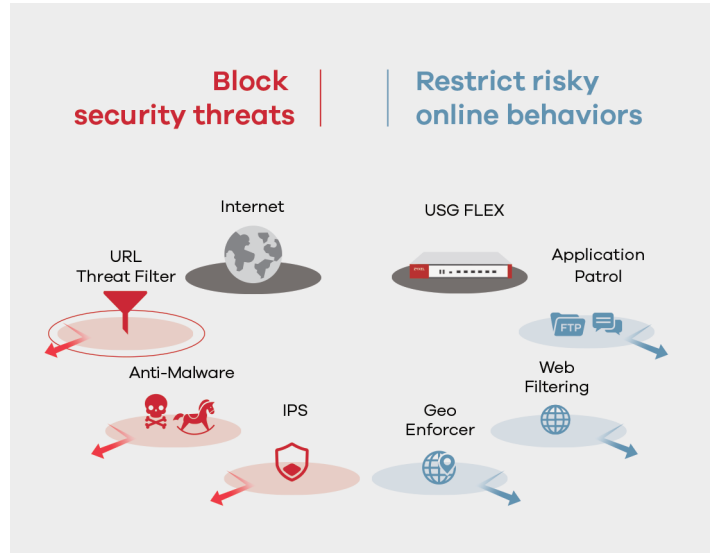 Block
security threats
Restrict risky
online behaviors
Internet
USG FLEX
URL
Threat Filter
Application
Patrol
FTP
Anti-Malware
Web
Filtering
IPS
Geo
Enforcer